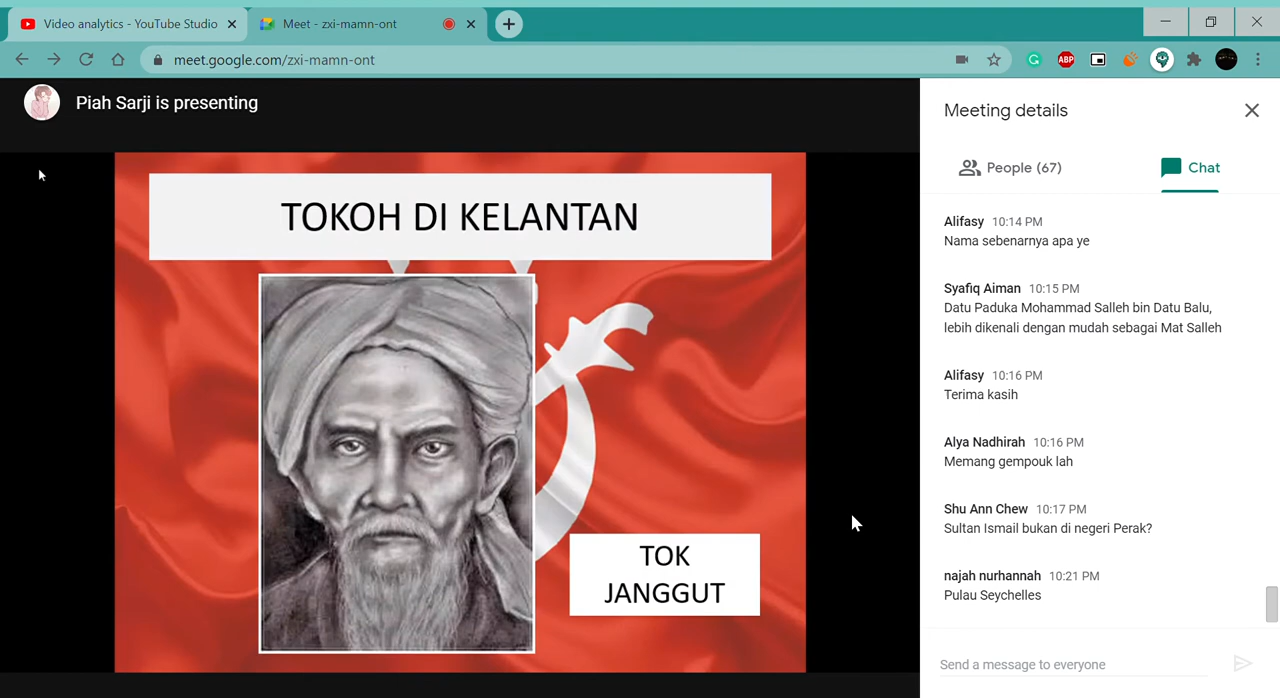 Video analytics - YouTube Studio
Meet - zxi-mamn-ont
meet.google.com/zxi-mamn-ont
ABP
Piah Sarji is presenting
TOKOH DI KELANTAN
TOK
JANGGUT
Meeting details
People (67)
Chat
Alifasy 10:14 PM
Nama sebenarnya apa ye
Syafiq Aiman 10:15 PM
Datu Paduka Mohammad Salleh bin Datu Balu,
lebih dikenali dengan mudah sebagai Mat Salleh
Alifasy 10:16 PM
Terima kasih
Alya Nadhirah 10:16 PM
Memang gempouk lah
Shu Ann Chew 10:17 PM
Sultan Ismail bukan di negeri Perak?
najah nurhannah 10:21 PM
Pulau Seychelles
Send a message to everyone